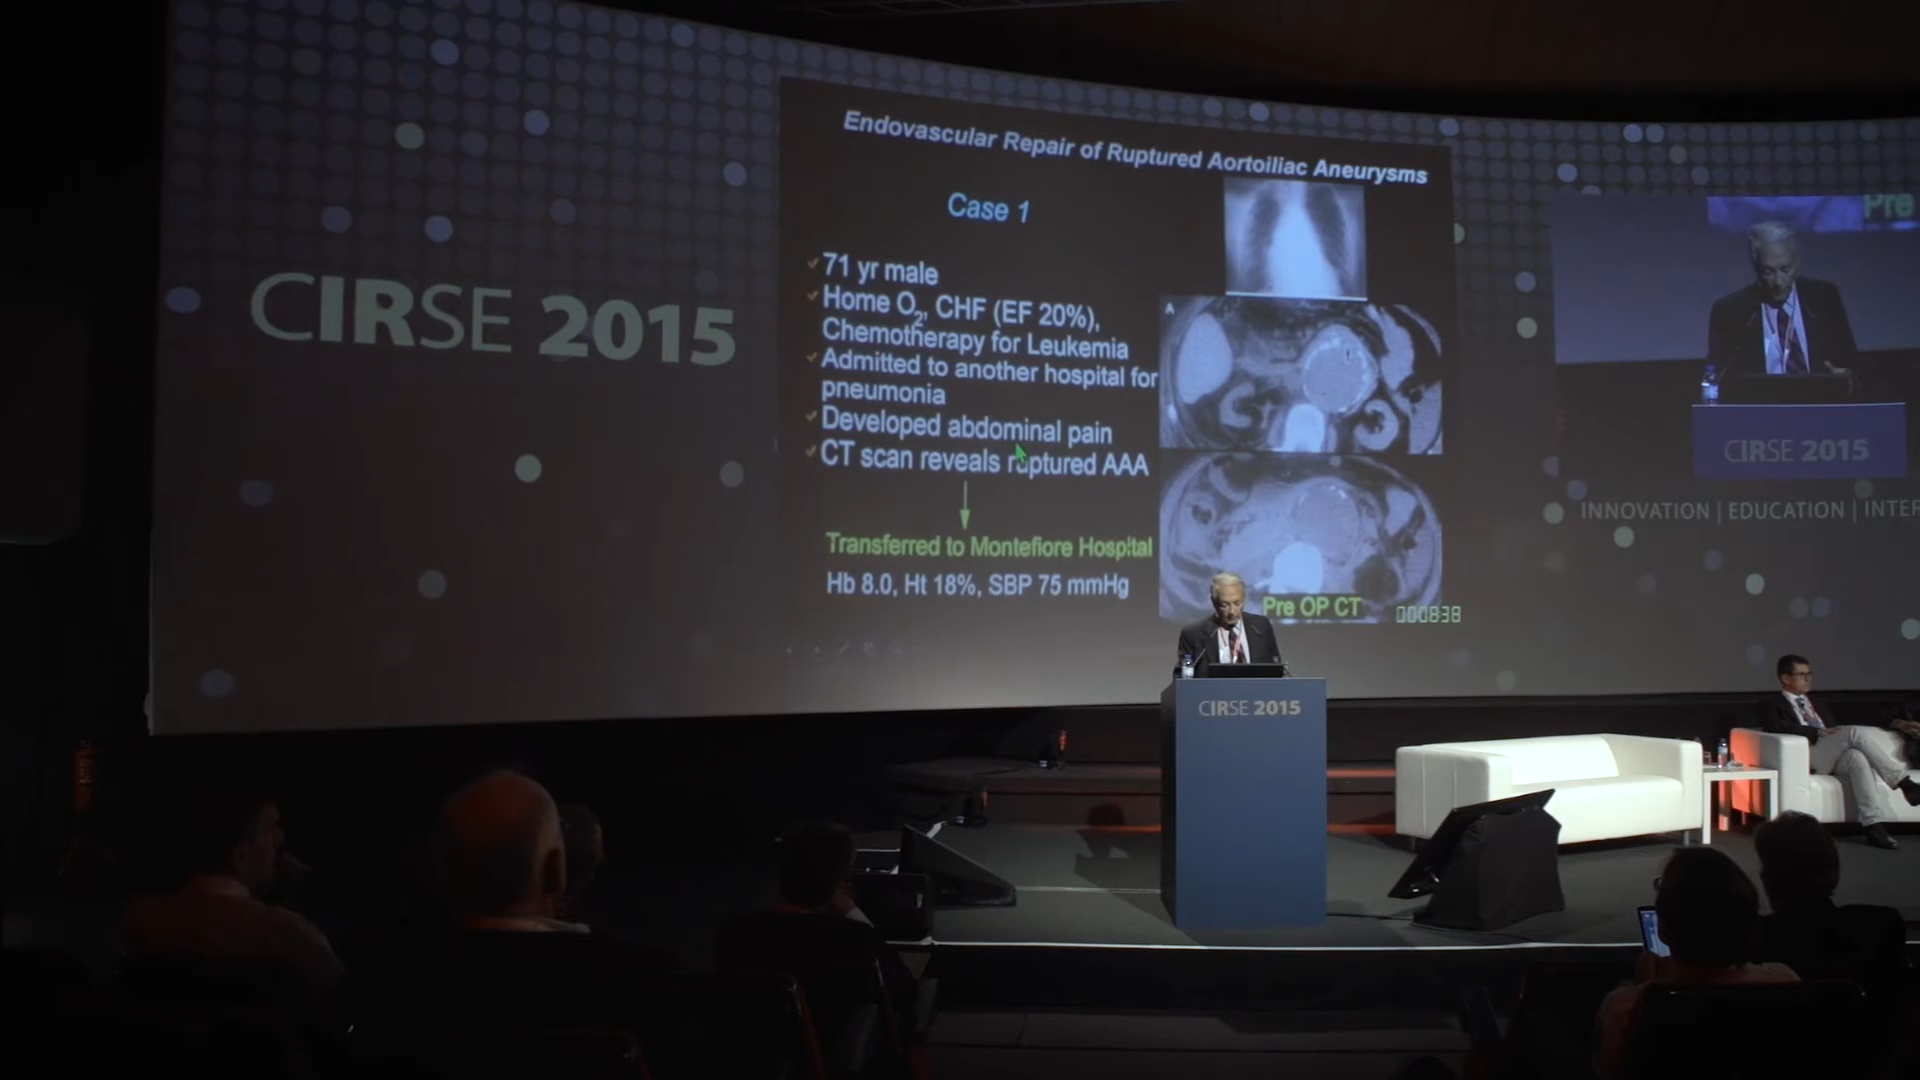 Endovascular Repair of Ruptured Aortoiliac Aneurysms
Case 1
71 yr male
Home O2, CHF (EF 20%),
Chemotherapy for Leukemia
Admitted to another hospital for
pneumonia
Developed abdominal pain
CT scan reveals ruptured AAA
Transferred to Montefiore Hospital
Hb 8.0, Ht 18%, SBP 75 mmHg
A
Pre OP CT
000838
CIRSE 2015
Pre
CIRSE 2015
INNOVATION | EDUCATION | INTER
CIRSE 2015